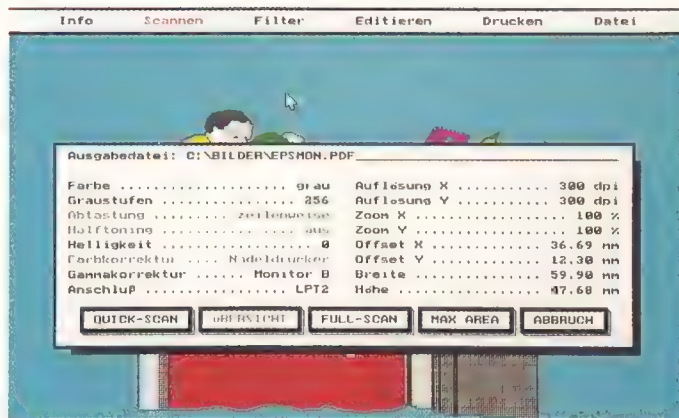 Info Scannen Filter Editieren Drucken Datei
Ausgabedatei: C:\BILDER\EPSMON.PDF
Farbe ..................... grau
Graustufen ................ 256
Abtastung ......... zeilenweise
Halftoning ................ aus
Helligkeit .................. 0
Farbkorrektur .... Nadeldrucker
Gammakorrektur ...... Monitor B
Anschluß ................. LPT2
Auflösung X ........... 300 dpi
Auflösung Y ........... 300 dpi
Zoom X .................. 100 %
Zoom Y .................. 100 %
Offset X ............. 36.69 mm
Offset Y ............. 12.30 mm
Breite ............... 59.90 mm
Höhe ................. 47.68 mm
QUICK-SCAN ÜBERSICHT FULL-SCAN MAX AREA ABBRUCH